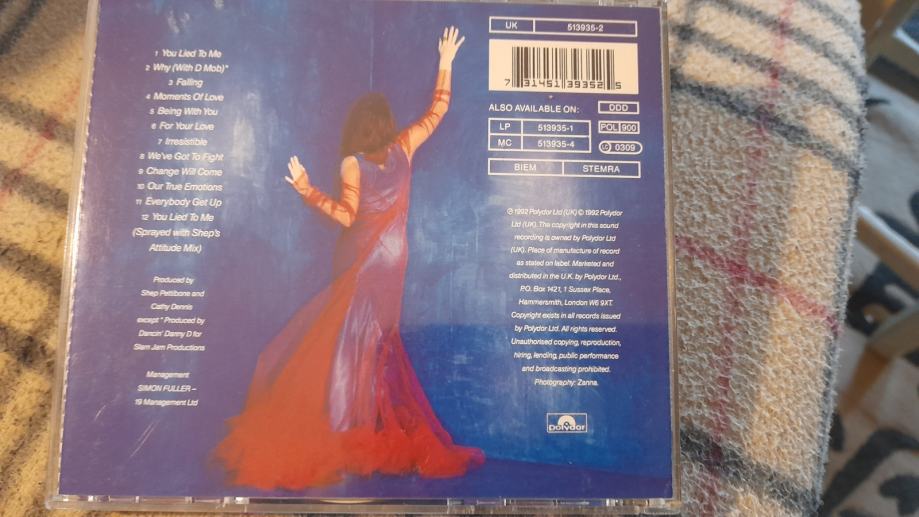 1 You Lied To Me
2 Why (With D Mob)*
3 Falling
4 Moments Of Love
5 Being With You
6 For Your Love
7 Irresistible
8 We've Got To Fight
9 Change Will Come
10 Our True Emotions
11 Everybody Get Up
12 You Lied To Me
(Sprayed with Shep's
Attitude Mix)
Produced by
Shep Pettibone and
Cathy Dennis
except * Produced by
Dancin' Danny D for
Slam Jam Productions
Management
SIMON FULLER –
19 Management Ltd
UK 513935-2
7 31451 39352 5
ALSO AVAILABLE ON: DDD
LP 513935-1 POL 900
MC 513935-4 LC 0309
BIEM STEMRA
℗ 1992 Polydor Ltd (UK) © 1992 Polydor
Ltd (UK). The copyright in this sound
recording is owned by Polydor Ltd
(UK). Place of manufacture of record
as stated on label. Marketed and
distributed in the U.K. by Polydor Ltd.,
P.O. Box 1421, 1 Sussex Place,
Hammersmith, London W6 9XT.
Copyright exists in all records issued
by Polydor Ltd. All rights reserved.
Unauthorised copying, reproduction,
hiring, lending, public performance
and broadcasting prohibited.
Photography: Zanna.
Polydor